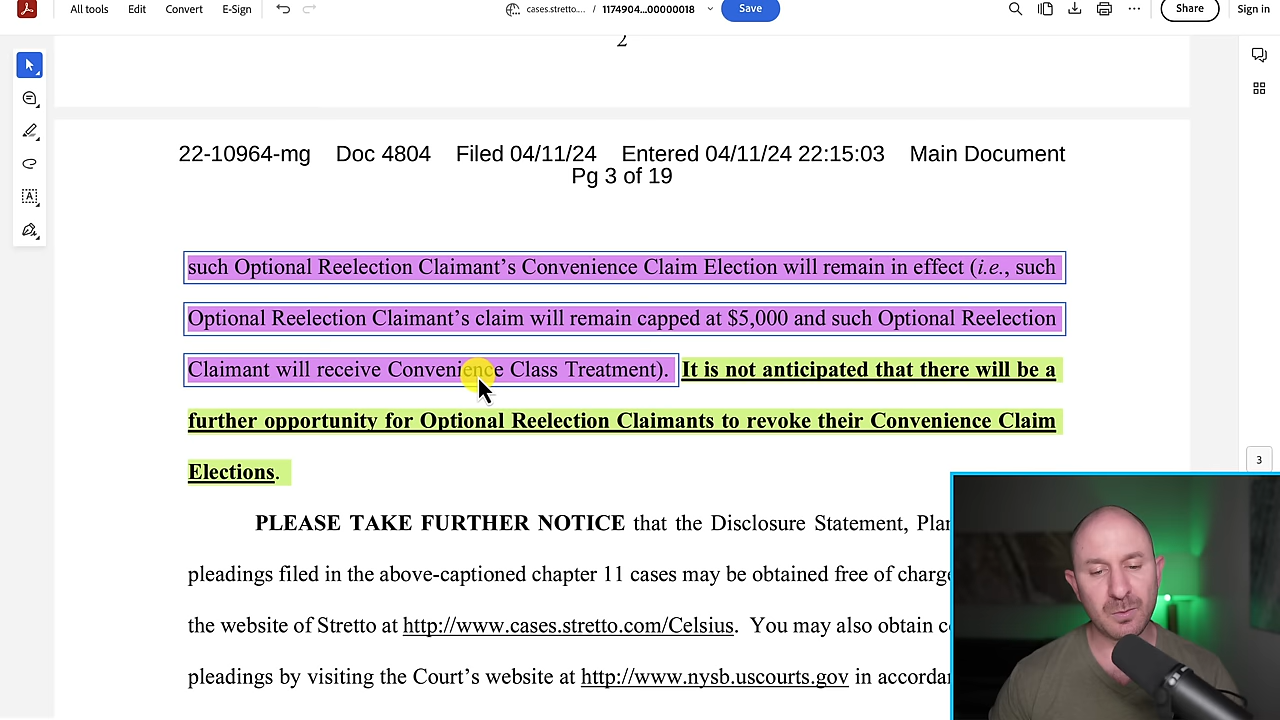 All tools Edit Convert E-Sign cases.stretto.... / 1174904...00000018 Save Share Sign in
2
22-10964-mg Doc 4804 Filed 04/11/24 Entered 04/11/24 22:15:03 Main Document
Pg 3 of 19
such Optional Reelection Claimant’s Convenience Claim Election will remain in effect (i.e., such
Optional Reelection Claimant’s claim will remain capped at $5,000 and such Optional Reelection
Claimant will receive Convenience Class Treatment). It is not anticipated that there will be a
further opportunity for Optional Reelection Claimants to revoke their Convenience Claim
Elections.
3
PLEASE TAKE FURTHER NOTICE that the Disclosure Statement,
pleadings filed in the above-captioned chapter 11 cases may be obtained free of
the website of Stretto at http://www.cases.stretto.com/Celsius. You may also obtain
pleadings by visiting the Court’s website at http://www.nysb.uscourts.gov in